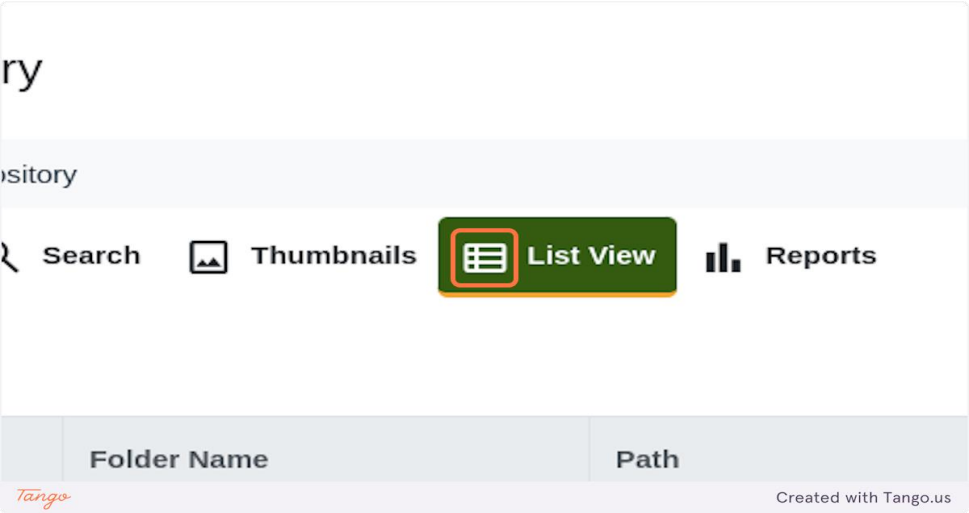 ry
ository
Search Thumbnails List View Reports
Folder Name Path
Tango Created with Tango.us